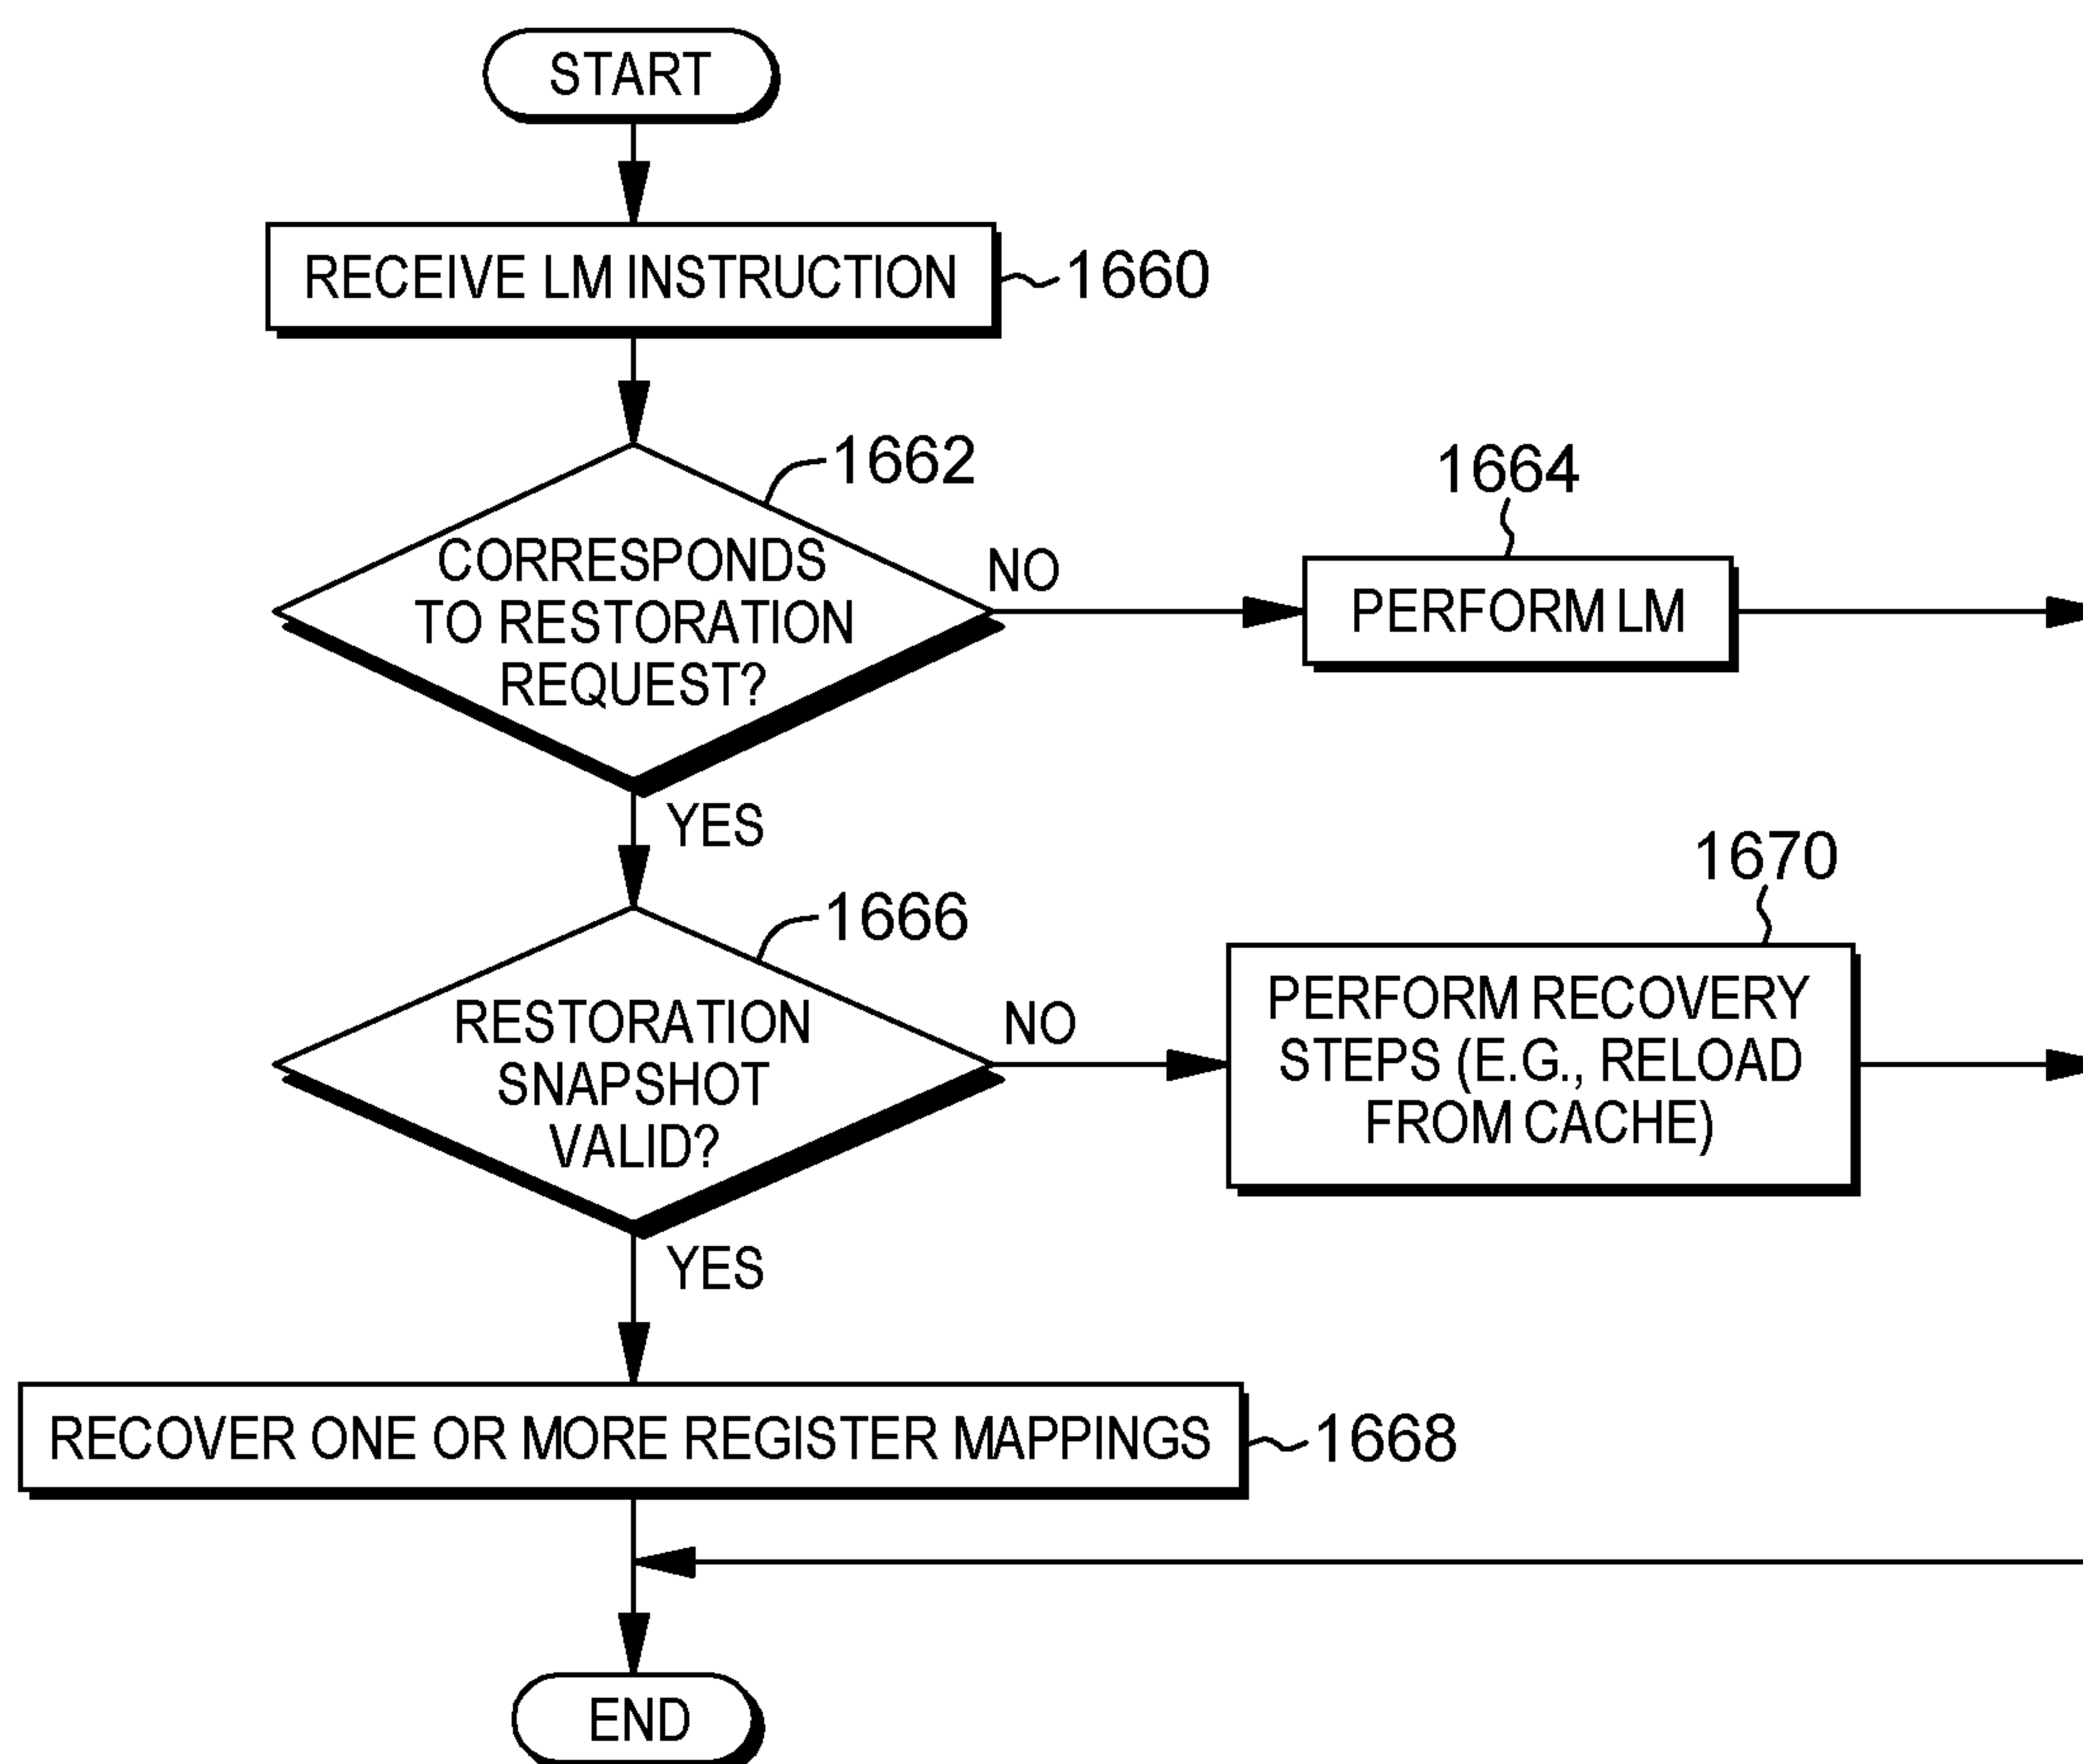 START
RECEIVE LM INSTRUCTION
1660
1662
CORRESPONDS
TO RESTORATION
REQUEST?
NO
1664
PERFORM LM
YES
1666
RESTORATION
SNAPSHOT
VALID?
NO
1670
PERFORM RECOVERY
STEPS (E.G., RELOAD
FROM CACHE)
YES
RECOVER ONE OR MORE REGISTER MAPPINGS
1668
END